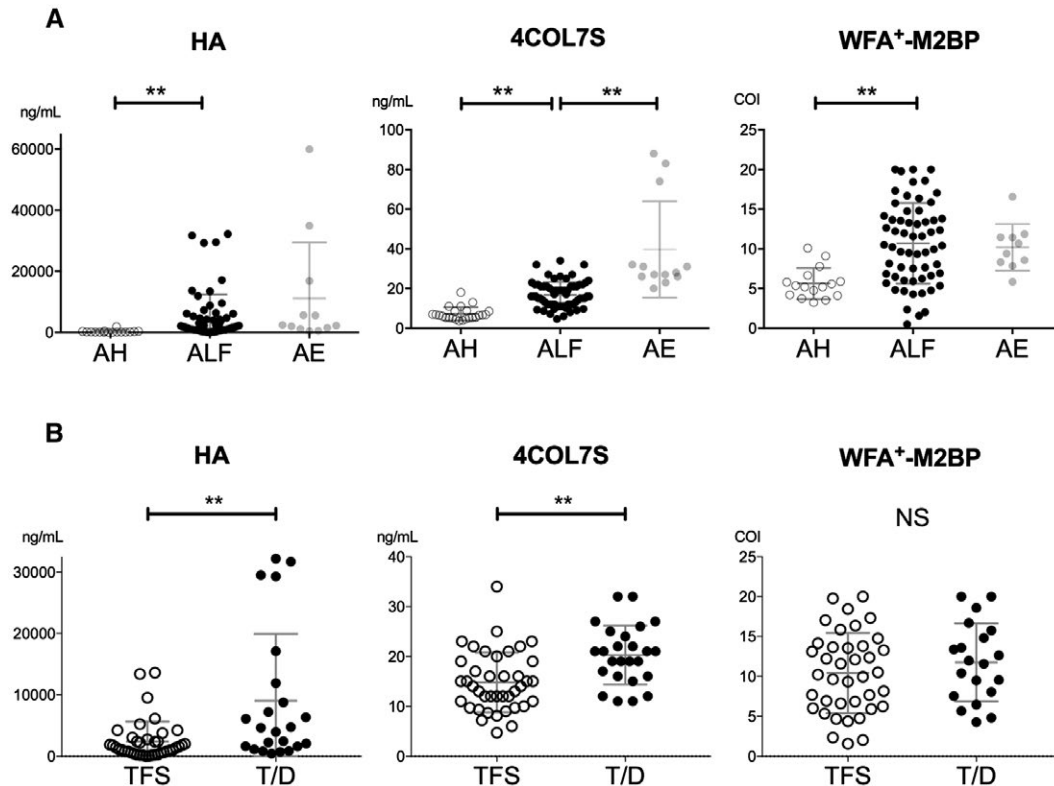 A
HA
4COL7S
WFA+-M2BP
**
** **
**
ng/mL
ng/mL
COI
60000
40000
20000
0
100
80
60
40
20
0
25
20
15
10
5
0
AH ALF AE
AH ALF AE
AH ALF AE
B
HA
4COL7S
WFA+-M2BP
**
**
NS
ng/mL
ng/mL
COI
30000
20000
10000
0
40
30
20
10
0
25
20
15
10
5
0
TFS T/D
TFS T/D
TFS T/D